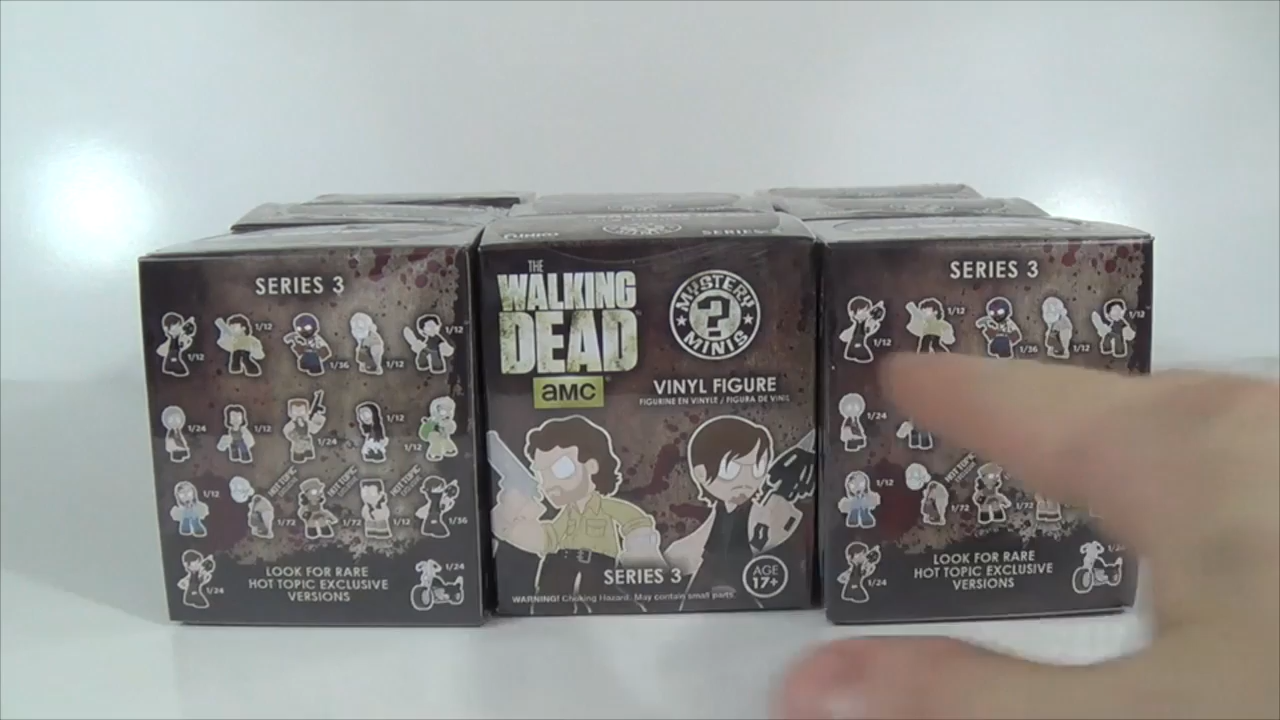 SERIES 3
1/12
1/12
1/36
1/12
1/12
1/24
1/12
1/24
1/12
1/12
1/12
HOT TOPIC
1/72
HOT TOPIC
1/72
HOT TOPIC
1/12
1/36
1/24
LOOK FOR RARE
HOT TOPIC EXCLUSIVE
VERSIONS
1/24
FUNKO
SERIES
THE
WALKING
DEAD
aMC
MYSTERY
?
MINIS
VINYL FIGURE
FIGURINE EN VINYLE / FIGURA DE VINIL
SERIES 3
AGE
17+
WARNING! Choking Hazard. May contain small parts.
SERIES 3
1/12
1/12
1/36
1/12
1/12
1/24
1/12
HOT TOPIC
1/72
1/72
1/24
LOOK FOR RARE
HOT TOPIC EXCLUSIVE
VERSIONS